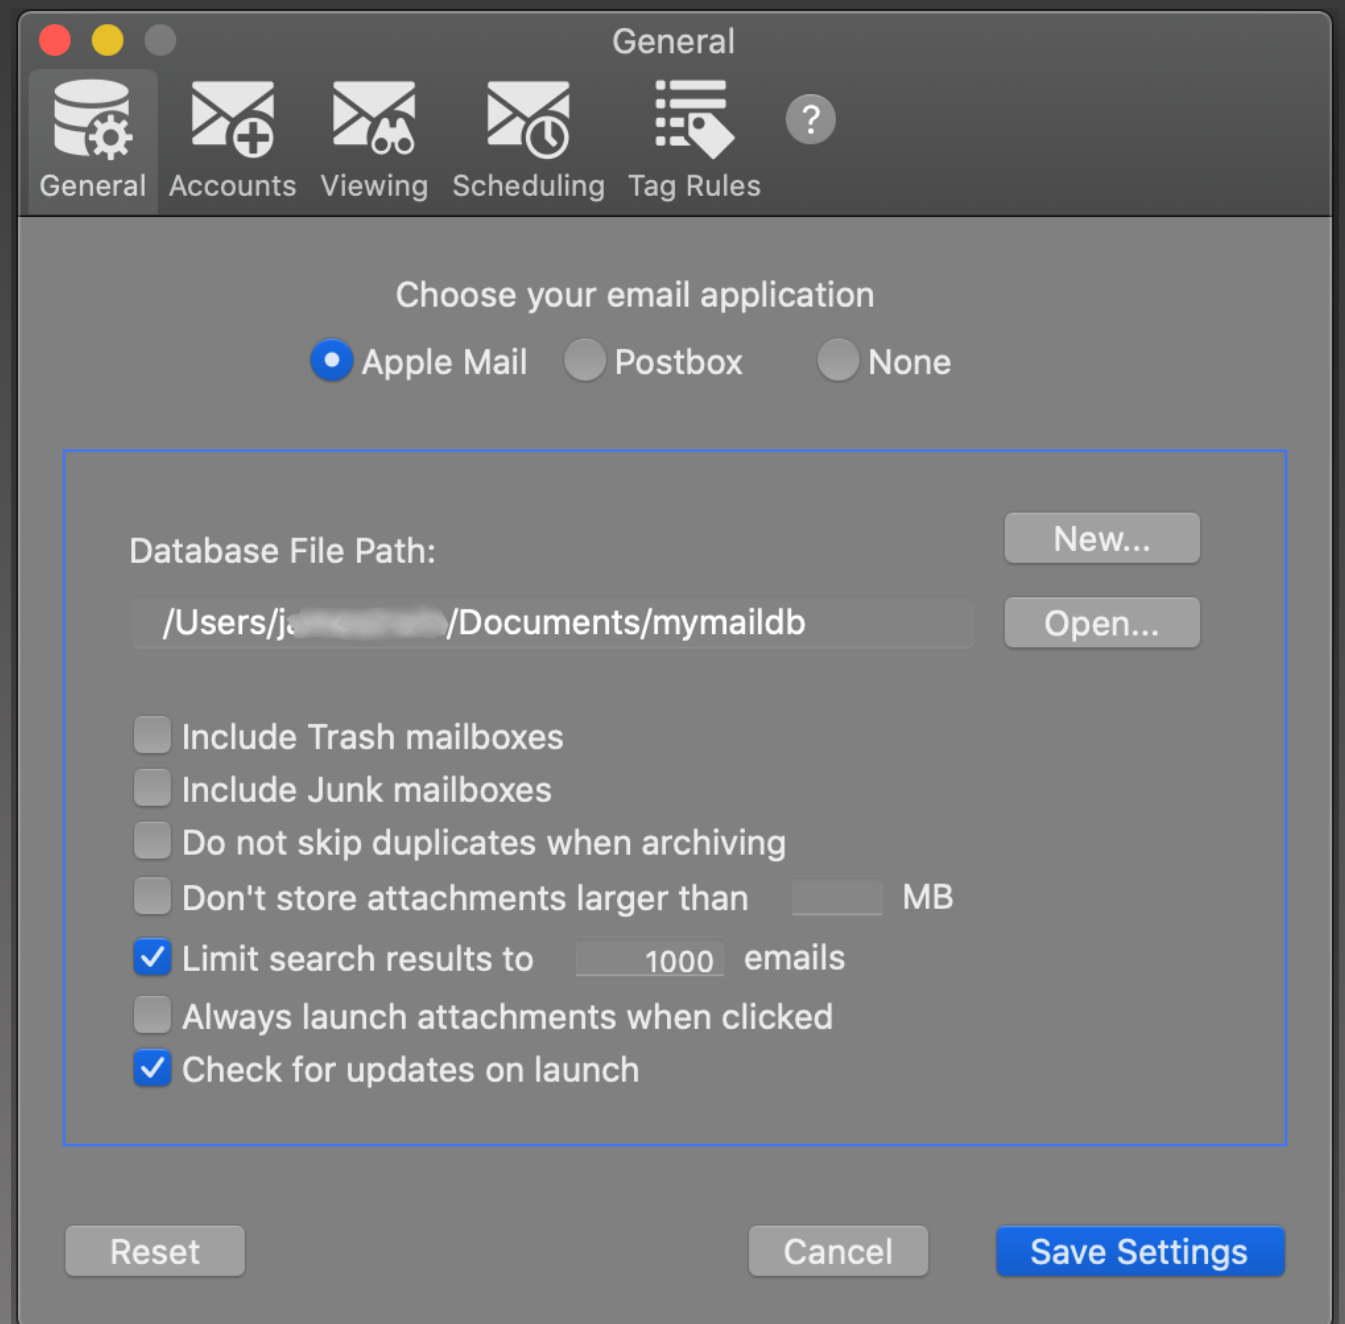 General
General Accounts Viewing Scheduling Tag Rules ?
Choose your email application
Apple Mail Postbox None
New...
Database File Path:
/Users/ /Documents/mymaildb
Open...
Include Trash mailboxes
Include Junk mailboxes
Do not skip duplicates when archiving
Don't store attachments larger than MB
Limit search results to 1000 emails
Always launch attachments when clicked
Check for updates on launch
Reset Cancel Save Settings